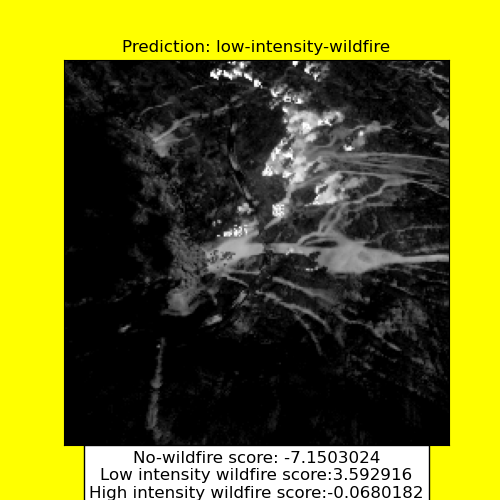 Prediction: low-intensity-wildfire
No-wildfire score: -7.1503024
Low intensity wildfire score:3.592916
High intensity wildfire score:-0.0680182